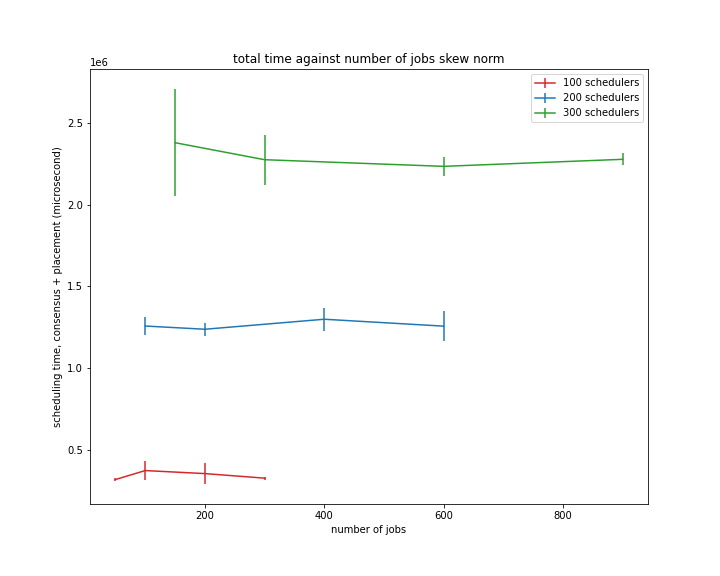 total time against number of jobs skew norm
1e6
100 schedulers
200 schedulers
300 schedulers
2.5
2.0
1.5
1.0
0.5
scheduling time, consensus + placement (microsecond)
200
400
600
800
number of jobs